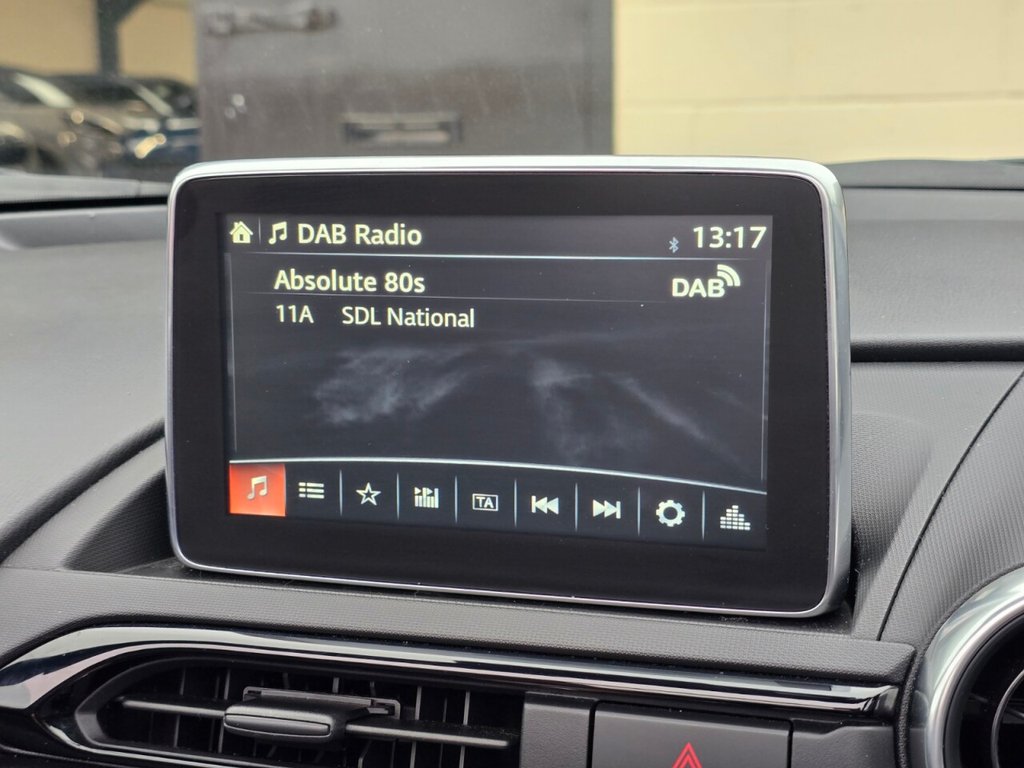 DAB Radio 13:17
Absolute 80s DAB
11A SDL National
TA